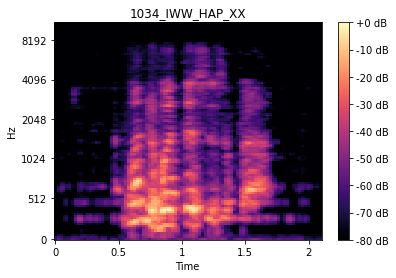 1034_IWW_HAP_XX
8192
4096
2048
1024
512
0
Hz
0
0.5
1
1.5
2
Time
+0 dB
-10 dB
-20 dB
-30 dB
-40 dB
-50 dB
-60 dB
-70 dB
-80 dB